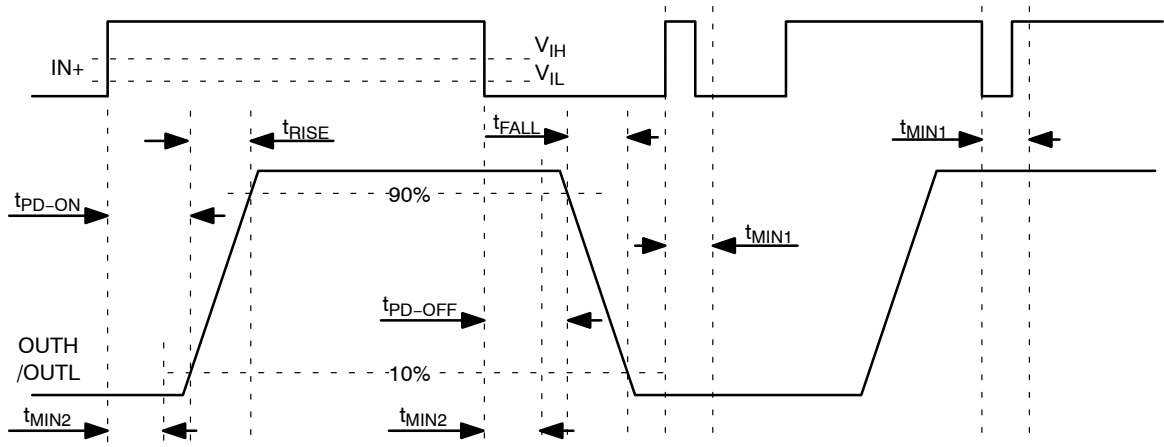 V_IH
IN+
V_IL
t_RISE
t_FALL
t_MIN1
90%
t_PD-ON
t_MIN1
t_PD-OFF
OUTH
/OUTL
10%
t_MIN2
t_MIN2